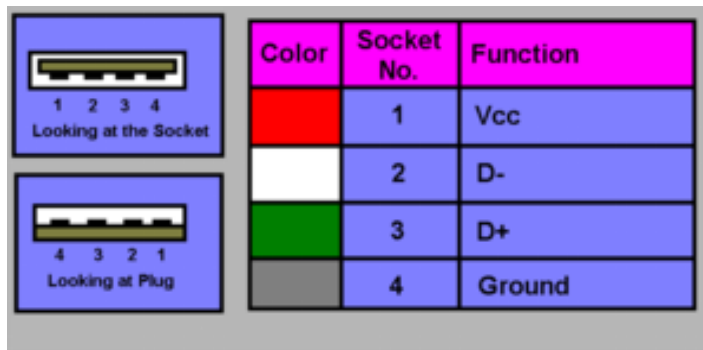 1 2 3 4
Looking at the Socket
4 3 2 1
Looking at Plug
Color Socket No. Function
1 Vcc
2 D-
3 D+
4 Ground